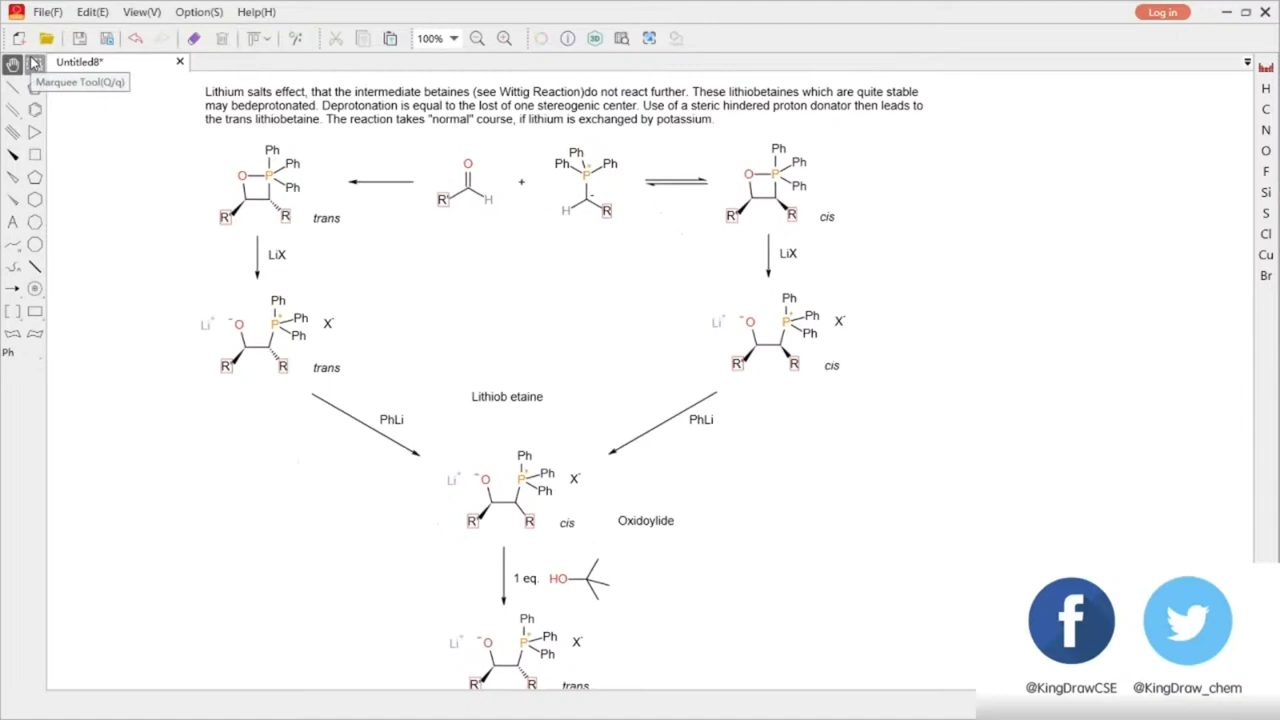 File(F) Edit(E) View(V) Option(S) Help(H) Log in
100% 3D
Untitled8*
Marquee Tool(Q/q)
H
C
N
O
F
Si
S
Cl
Cu
Br
A
Ph
Lithium salts effect, that the intermediate betaines (see Wittig Reaction)do not react further. These lithiobetaines which are quite stable
may bedeprotonated. Deprotonation is equal to the lost of one stereogenic center. Use of a steric hindered proton donator then leads to
the trans lithiobetaine. The reaction takes "normal" course, if lithium is exchanged by potassium.
Ph Ph Ph O P R' R trans
O R' H
+
Ph Ph Ph P+ - H R
Ph Ph Ph O P R' R cis
LiX
LiX
Li+ -O Ph P+ Ph Ph X- R' R trans
Li+ -O Ph P+ Ph Ph X- R' R cis
Lithiob etaine
PhLi
PhLi
Li+ -O Ph P+ Ph Ph X- R' R cis
Oxidoylide
1 eq. HO
Li+ -O Ph P+ Ph Ph X- R' R trans
@KingDrawCSE @KingDraw_chem